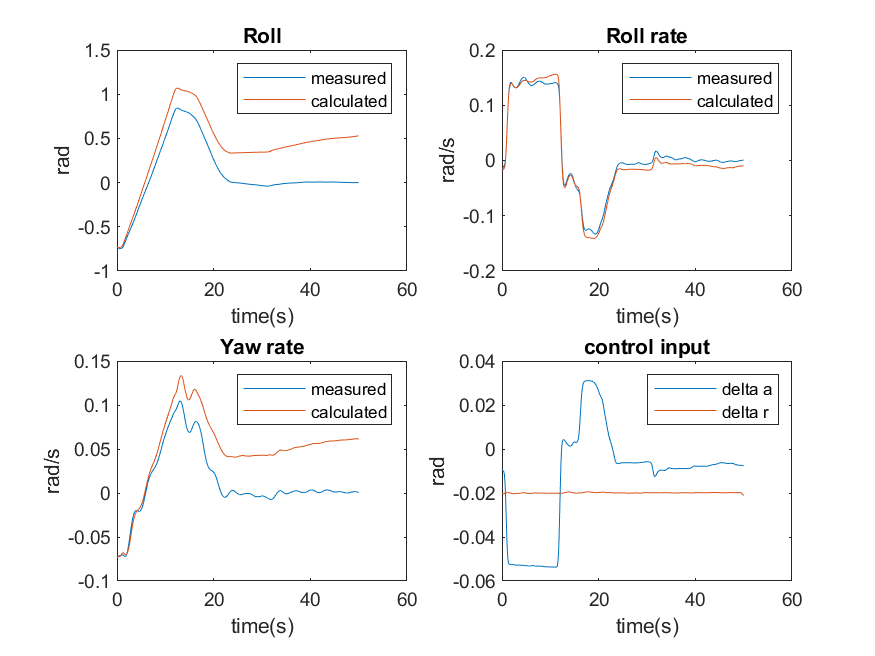 Roll
1.5
1
0.5
0
-0.5
-1
rad
measured
calculated
0 20 40 60
time(s)
Roll rate
0.2
0.1
0
-0.1
-0.2
rad/s
measured
calculated
0 20 40 60
time(s)
Yaw rate
0.15
0.1
0.05
0
-0.05
-0.1
rad/s
measured
calculated
0 20 40 60
time(s)
control input
0.04
0.02
0
-0.02
-0.04
-0.06
rad
delta a
delta r
0 20 40 60
time(s)